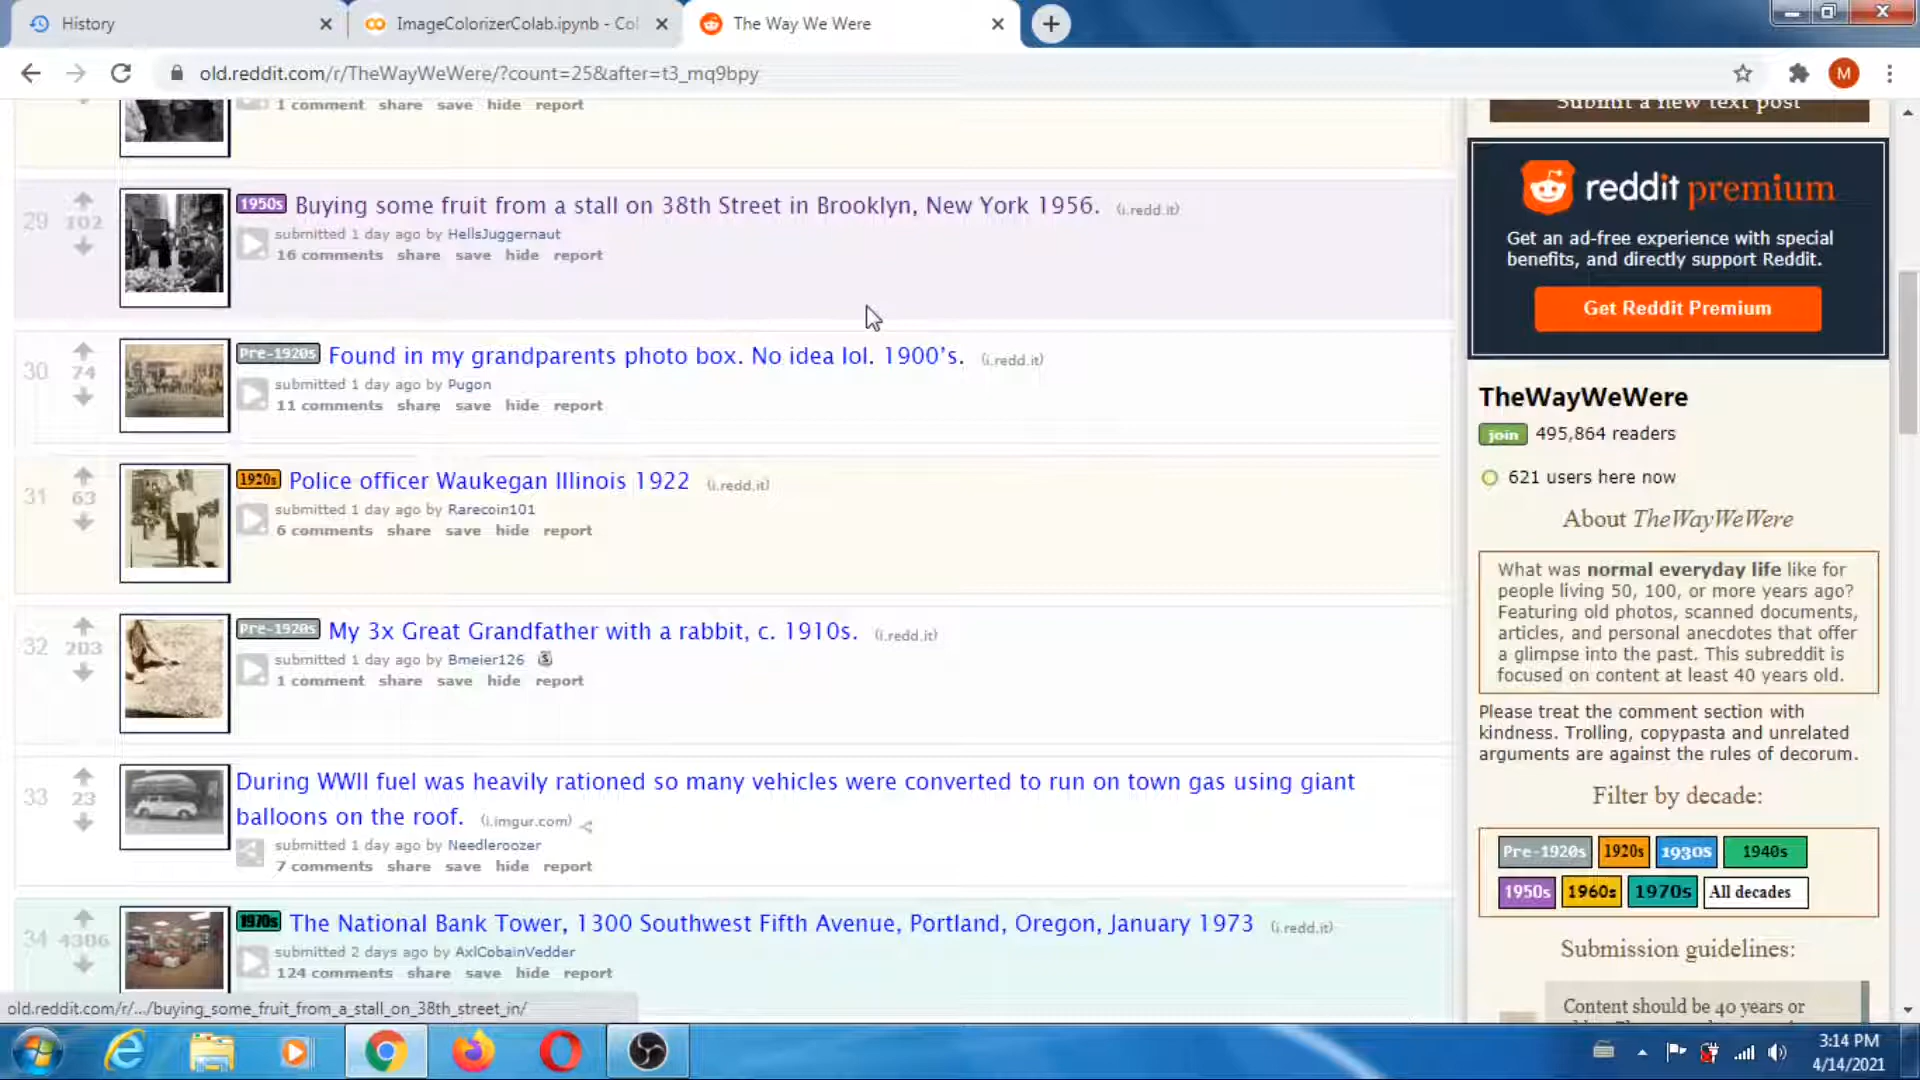 History
ImageColorizerColab.ipynb - Col
The Way We Were
old.reddit.com/r/TheWayWeWere/?count=25&after=t3_mq9bpy
M
1 comment share save hide report
29
102
1950s Buying some fruit from a stall on 38th Street in Brooklyn, New York 1956. (i.redd.it)
submitted 1 day ago by HellsJuggernaut
16 comments share save hide report
30
74
Pre-1920s Found in my grandparents photo box. No idea lol. 1900's. (i.redd.it)
submitted 1 day ago by Pugon
11 comments share save hide report
31
63
1920s Police officer Waukegan Illinois 1922 (i.redd.it)
submitted 1 day ago by Rarecoin101
6 comments share save hide report
32
203
Pre-1920s My 3x Great Grandfather with a rabbit, c. 1910s. (i.redd.it)
submitted 1 day ago by Bmeier126
1 comment share save hide report
33
23
During WWII fuel was heavily rationed so many vehicles were converted to run on town gas using giant
balloons on the roof. (i.imgur.com)
submitted 1 day ago by Needleroozer
7 comments share save hide report
34
4386
1970s The National Bank Tower, 1300 Southwest Fifth Avenue, Portland, Oregon, January 1973 (i.redd.it)
submitted 2 days ago by AxlCobainVedder
124 comments share save hide report
old.reddit.com/r/.../buying_some_fruit_from_a_stall_on_38th_street_in/
Submit a new text post
reddit premium
Get an ad-free experience with special
benefits, and directly support Reddit.
Get Reddit Premium
TheWayWeWere
join 495,864 readers
621 users here now
About TheWayWeWere
What was normal everyday life like for
people living 50, 100, or more years ago?
Featuring old photos, scanned documents,
articles, and personal anecdotes that offer
a glimpse into the past. This subreddit is
focused on content at least 40 years old.
Please treat the comment section with
kindness. Trolling, copypasta and unrelated
arguments are against the rules of decorum.
Filter by decade:
Pre-1920s 1920s 1930s 1940s
1950s 1960s 1970s All decades
Submission guidelines:
Content should be 40 years or
3:14 PM
4/14/2021